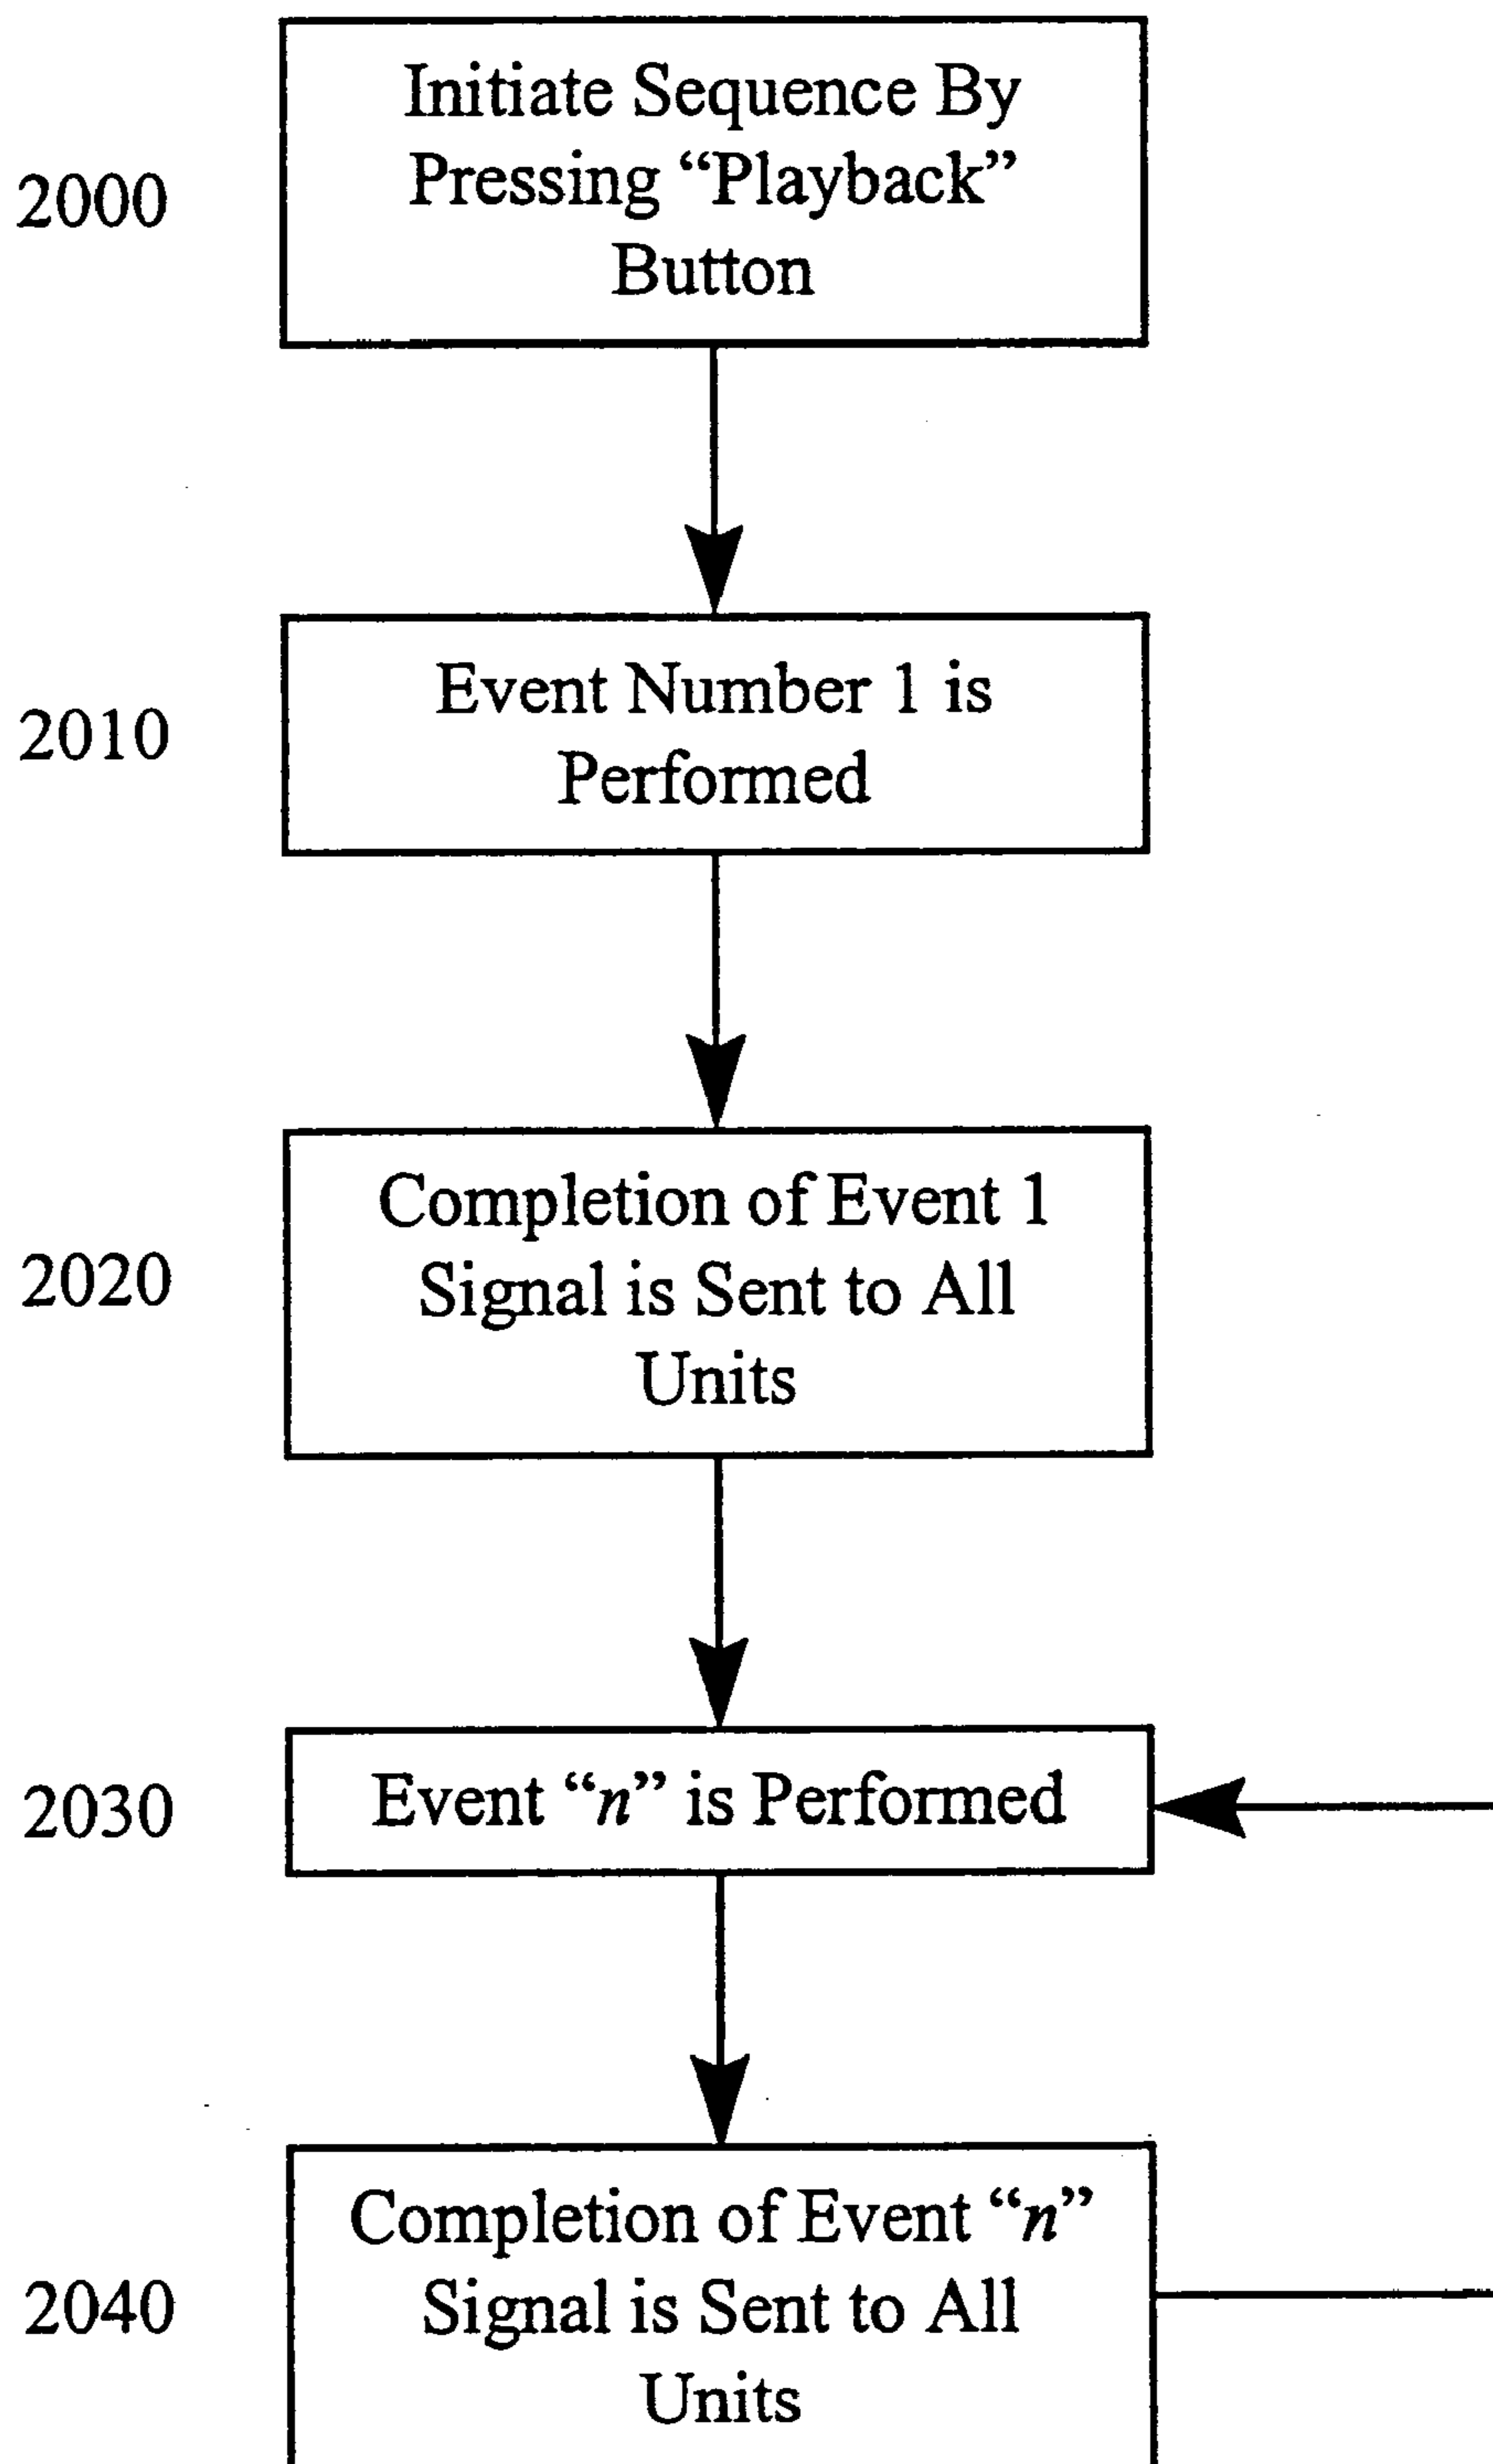 2000
Initiate Sequence By
Pressing “Playback”
Button
2010
Event Number 1 is
Performed
2020
Completion of Event 1
Signal is Sent to All
Units
2030
Event “n” is Performed
2040
Completion of Event “n”
Signal is Sent to All
Units